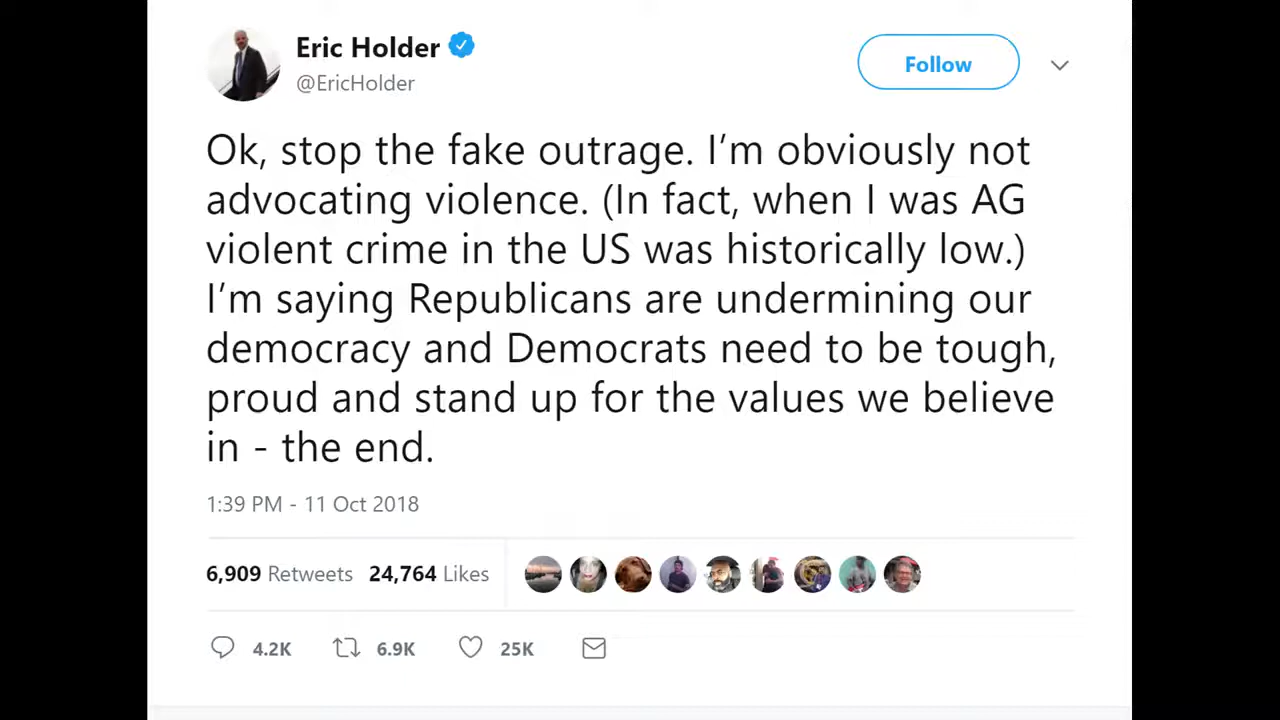 Eric Holder
@EricHolder
Follow
Ok, stop the fake outrage. I’m obviously not
advocating violence. (In fact, when I was AG
violent crime in the US was historically low.)
I’m saying Republicans are undermining our
democracy and Democrats need to be tough,
proud and stand up for the values we believe
in - the end.
1:39 PM - 11 Oct 2018
6,909 Retweets 24,764 Likes
4.2K 6.9K 25K